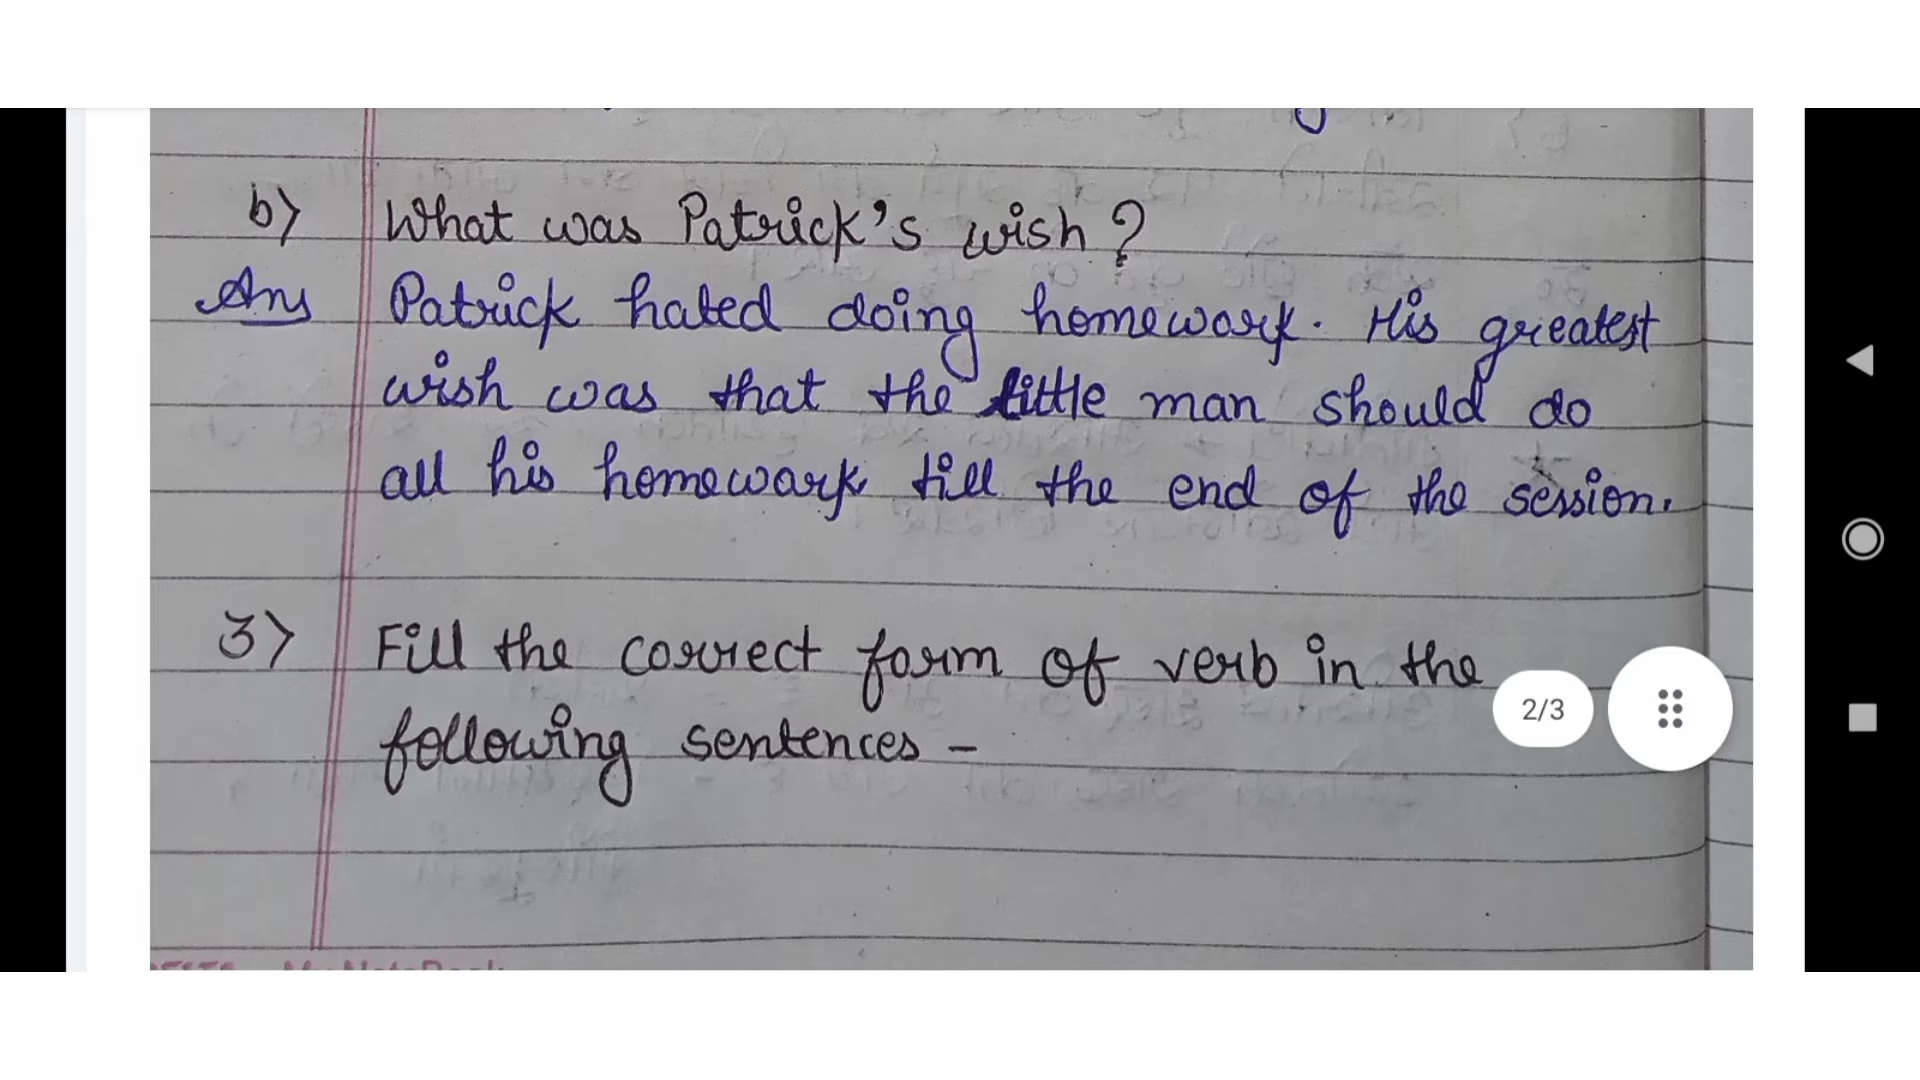 b) What was Patrick's wish?
Ans Patrick hated doing homework. His greatest
wish was that the little man should do
all his homework till the end of the session.
3) Fill the correct form of verb in the
following sentences -
2/3